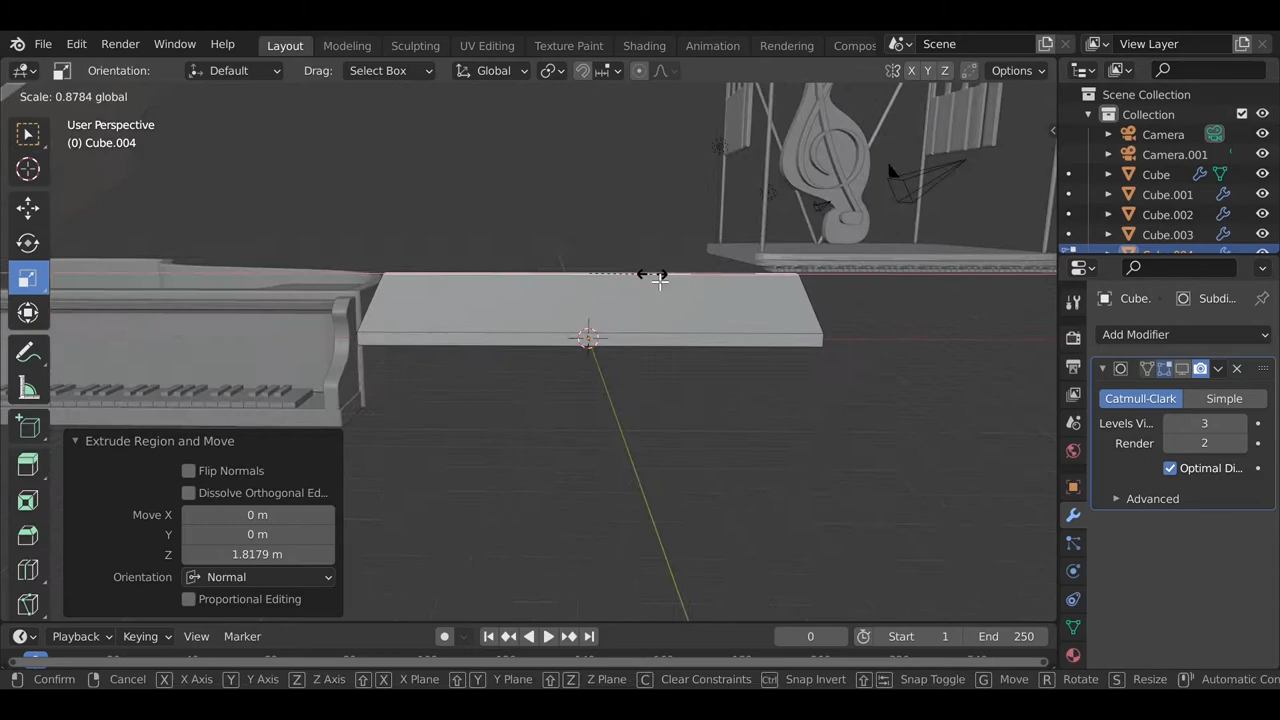 File Edit Render Window Help Layout Modeling Sculpting UV Editing Texture Paint Shading Animation Rendering Compos Scene View Layer
Orientation: Default Drag: Select Box Global X Y Z Options
Scale: 0.8784 global
User Perspective
(0) Cube.004
Scene Collection
Collection
Camera
Camera.001
Cube
Cube.001
Cube.002
Cube.003
Cube. Subdi...
Add Modifier
Catmull-Clark Simple
Levels Vi... 3
Render 2
Optimal Di...
Advanced
Extrude Region and Move
Flip Normals
Dissolve Orthogonal Ed...
Move X 0 m
Y 0 m
Z 1.8179 m
Orientation Normal
Proportional Editing
Playback Keying View Marker 0 Start 1 End 250
Confirm Cancel X X Axis Y Y Axis Z Z Axis X X Plane Y Y Plane Z Z Plane C Clear Constraints Ctrl Snap Invert Snap Toggle G Move R Rotate S Resize Automatic Con